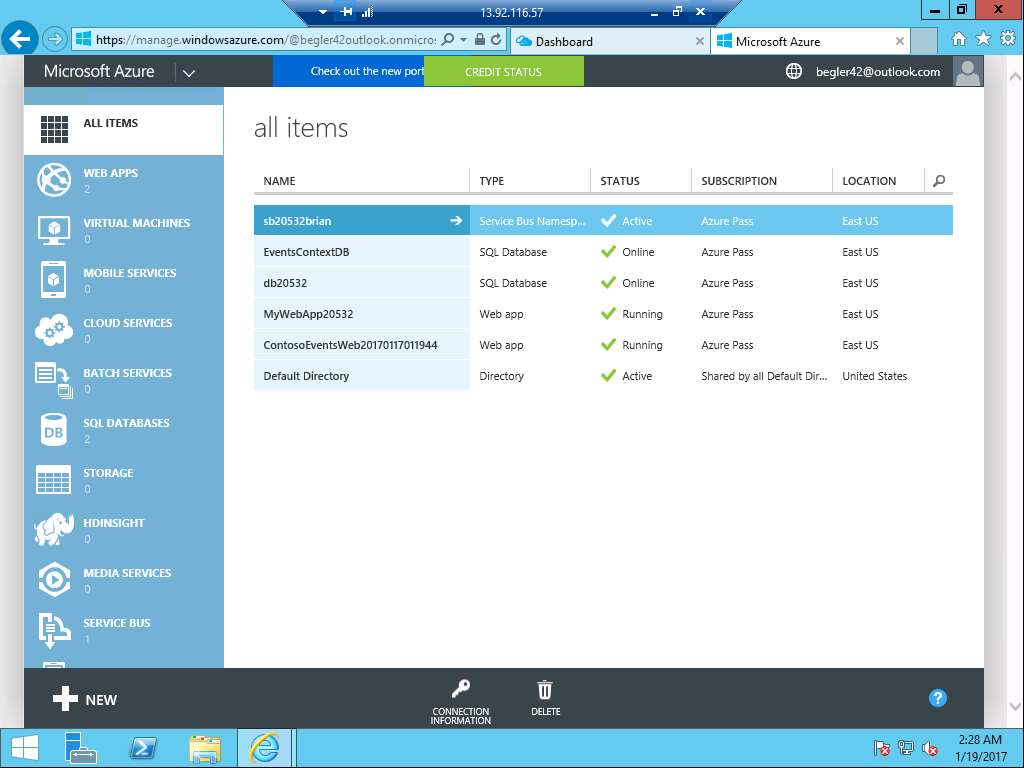 13.92.116.57
https://manage.windowsazure.com/@begler42outlook.onmicros
Dashboard
Microsoft Azure
Microsoft Azure
Check out the new port
CREDIT STATUS
begler42@outlook.com
ALL ITEMS
WEB APPS
2
VIRTUAL MACHINES
0
MOBILE SERVICES
0
CLOUD SERVICES
0
BATCH SERVICES
0
SQL DATABASES
2
DB
STORAGE
0
HDINSIGHT
0
MEDIA SERVICES
0
SERVICE BUS
1
all items
NAME TYPE STATUS SUBSCRIPTION LOCATION
sb20532brian Service Bus Namesp... Active Azure Pass East US
EventsContextDB SQL Database Online Azure Pass East US
db20532 SQL Database Online Azure Pass East US
MyWebApp20532 Web app Running Azure Pass East US
ContosoEventsWeb20170117011944 Web app Running Azure Pass East US
Default Directory Directory Active Shared by all Default Dir... United States
NEW
CONNECTION
INFORMATION
DELETE
?
2:28 AM
1/19/2017